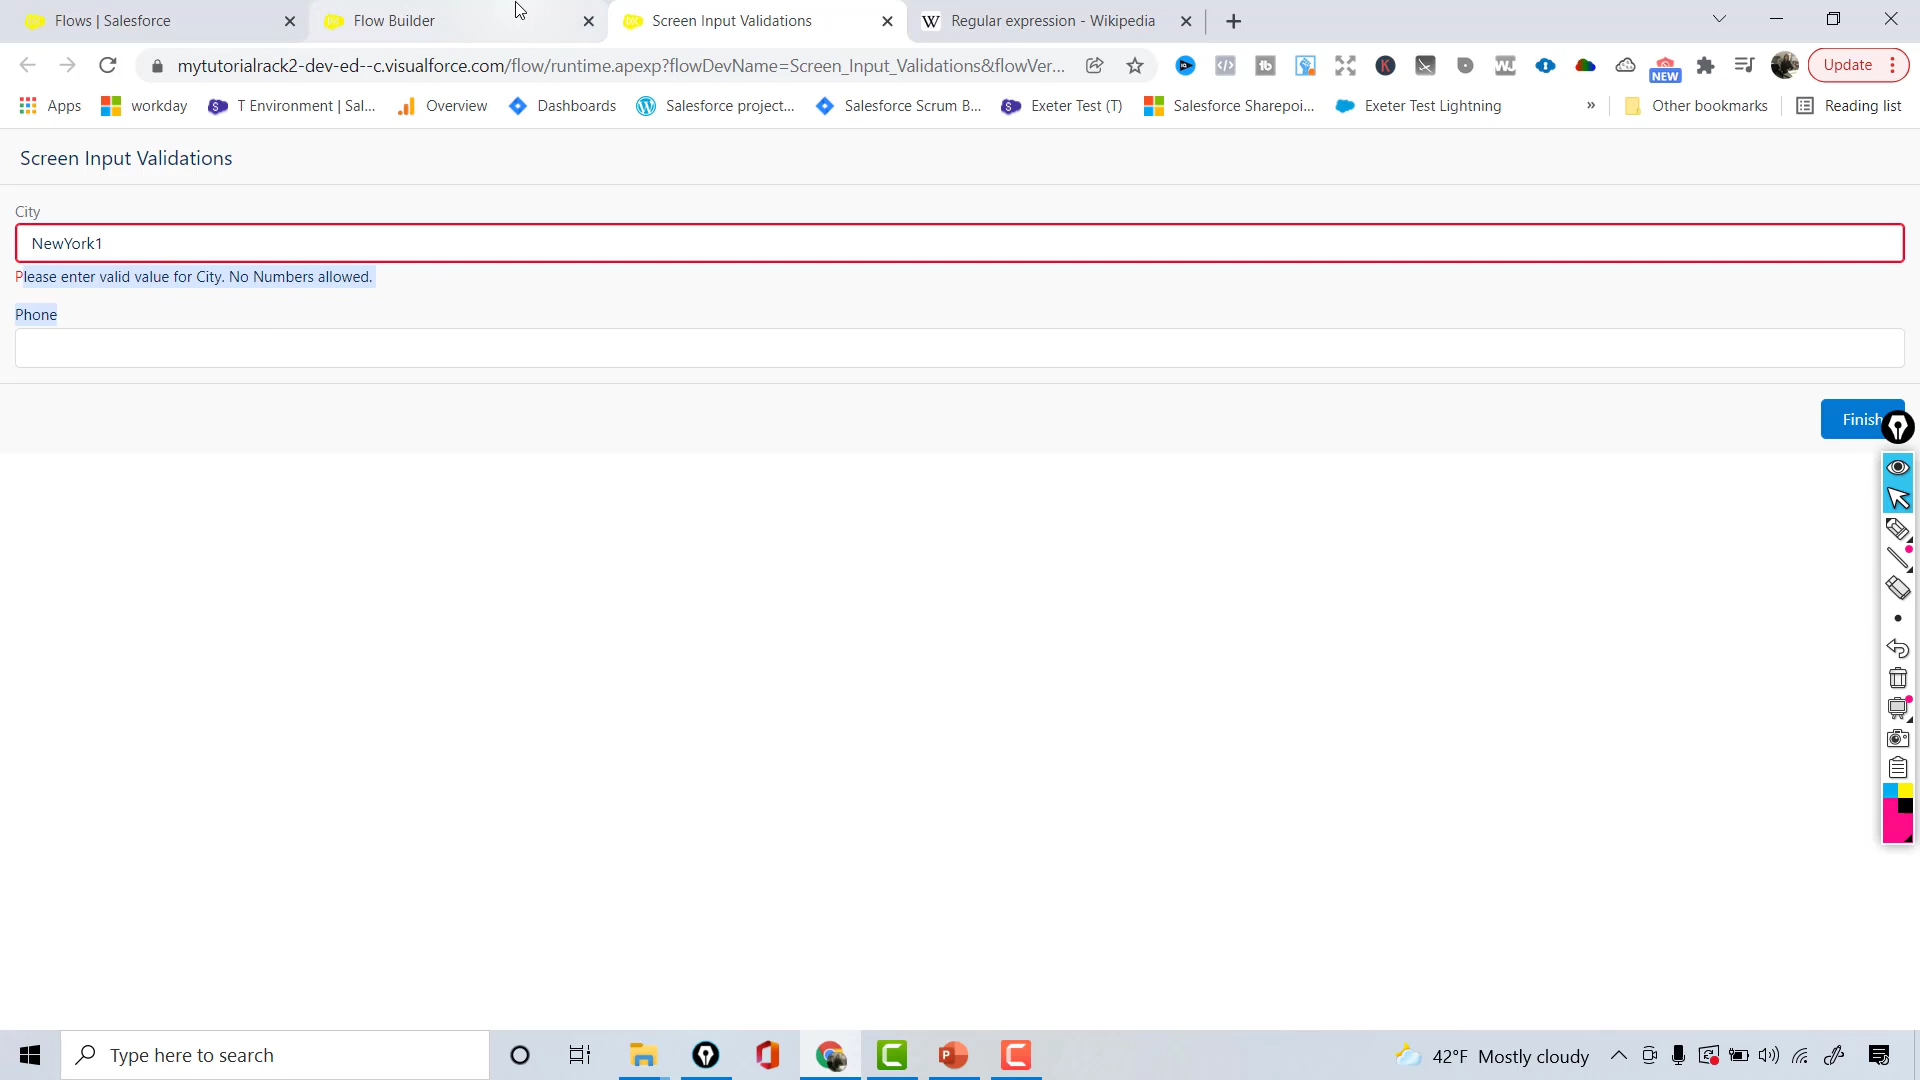 Flows | Salesforce
Flow Builder
Screen Input Validations
Regular expression - Wikipedia
mytutorialrack2-dev-ed--c.visualforce.com/flow/runtime.apexp?flowDevName=Screen_Input_Validations&flowVer...
NEW
Update
Apps
workday
T Environment | Sal...
Overview
Dashboards
Salesforce project...
Salesforce Scrum B...
Exeter Test (T)
Salesforce Sharepoi...
Exeter Test Lightning
»
Other bookmarks
Reading list
Screen Input Validations
City
NewYork1
Please enter valid value for City. No Numbers allowed.
Phone
Finish
Type here to search
42°F Mostly cloudy